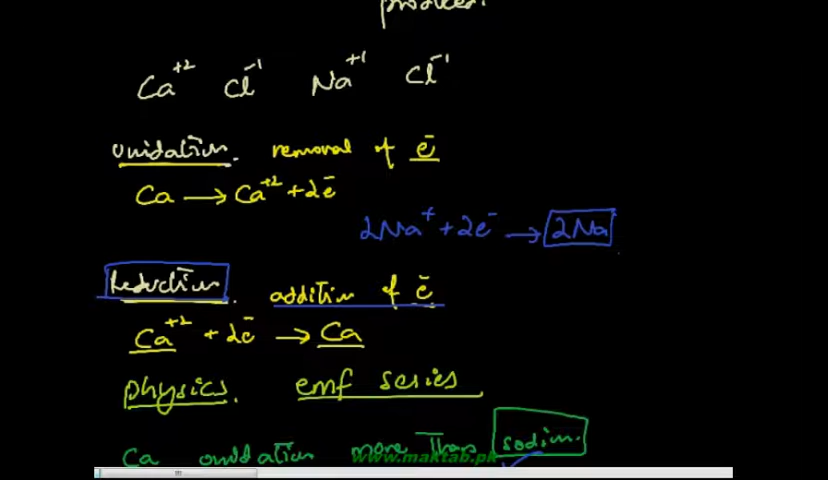 produced.
Ca⁺² Cl⁻¹ Na⁺¹ Cl⁻¹
oxidation. removal of e⁻
Ca → Ca⁺² + 2e⁻
2Na⁺ + 2e⁻ → 2Na
Reduction. addition of e⁻
Ca⁺² + 2e⁻ → Ca
physics. emf series
Ca oxidation more than sodium.
www.maktab.pk